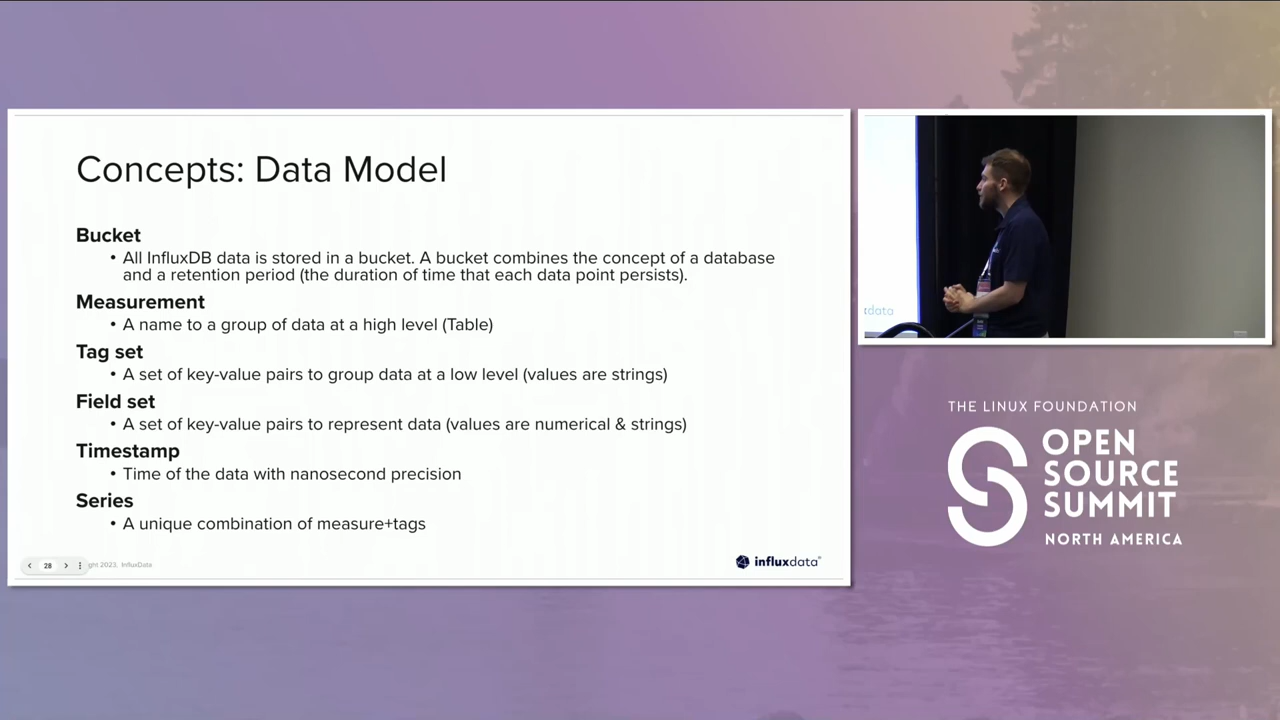 Concepts: Data Model
Bucket
• All InfluxDB data is stored in a bucket. A bucket combines the concept of a database
and a retention period (the duration of time that each data point persists).
Measurement
• A name to a group of data at a high level (Table)
Tag set
• A set of key-value pairs to group data at a low level (values are strings)
Field set
• A set of key-value pairs to represent data (values are numerical & strings)
Timestamp
• Time of the data with nanosecond precision
Series
• A unique combination of measure+tags
28
ght 2023, InfluxData
influxdata
data
THE LINUX FOUNDATION
OPEN
SOURCE
SUMMIT
NORTH AMERICA